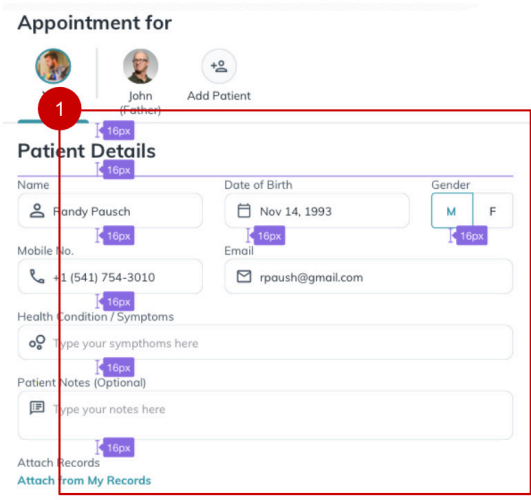 Appointment for
John
Add Patient
(Father)
1
16px
Patient Details
16px
Name
Date of Birth
Gender
Randy Pausch
Nov 14, 1993
M
F
16px
16px
16px
Mobile No.
Email
+1 (541) 754-3010
rpaush@gmail.com
16px
Health Condition / Symptoms
Type your sympthoms here
16px
Patient Notes (Optional)
Type your notes here
16px
Attach Records
Attach from My Records